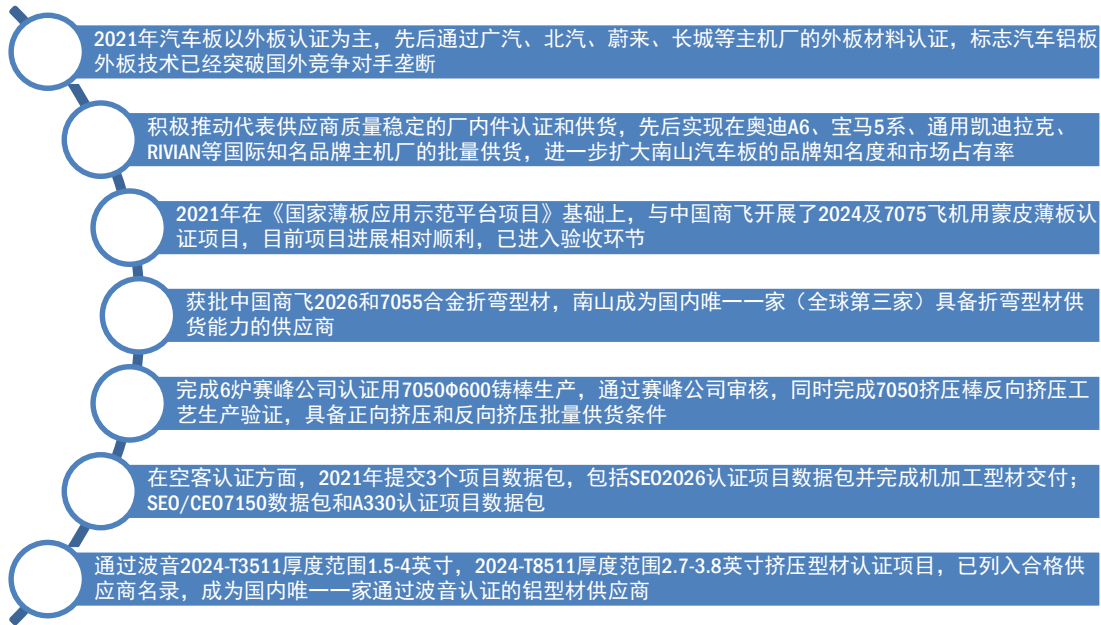 2021年汽车板以外板认证为主，先后通过广汽、北汽、蔚来、长城等主机厂的外板材料认证，标志汽车铝板
外板技术已经突破国外竞争对手垄断
积极推动代表供应商质量稳定的厂内件认证和供货，先后实现在奥迪A6、宝马5系、通用凯迪拉克、
RIVIAN等国际知名品牌主机厂的批量供货，进一步扩大南山汽车板的品牌知名度和市场占有率
2021年在《国家薄板应用示范平台项目》基础上，与中国商飞开展了2024及7075飞机用蒙皮薄板认
证项目，目前项目进展相对顺利，已进入验收环节
获批中国商飞2026和7055合金折弯型材，南山成为国内唯一一家（全球第三家）具备折弯型材供
货能力的供应商
完成6炉赛峰公司认证用7050Φ600铸棒生产，通过赛峰公司审核，同时完成7050挤压棒反向挤压工
艺生产验证，具备正向挤压和反向挤压批量供货条件
在空客认证方面，2021年提交3个项目数据包，包括SEO2026认证项目数据包并完成机加工型材交付；
SEO/CEO7150数据包和A330认证项目数据包
通过波音2024-T3511厚度范围1.5-4英寸，2024-T8511厚度范围2.7-3.8英寸挤压型材认证项目，已列入合格供
应商名录，成为国内唯一一家通过波音认证的铝型材供应商